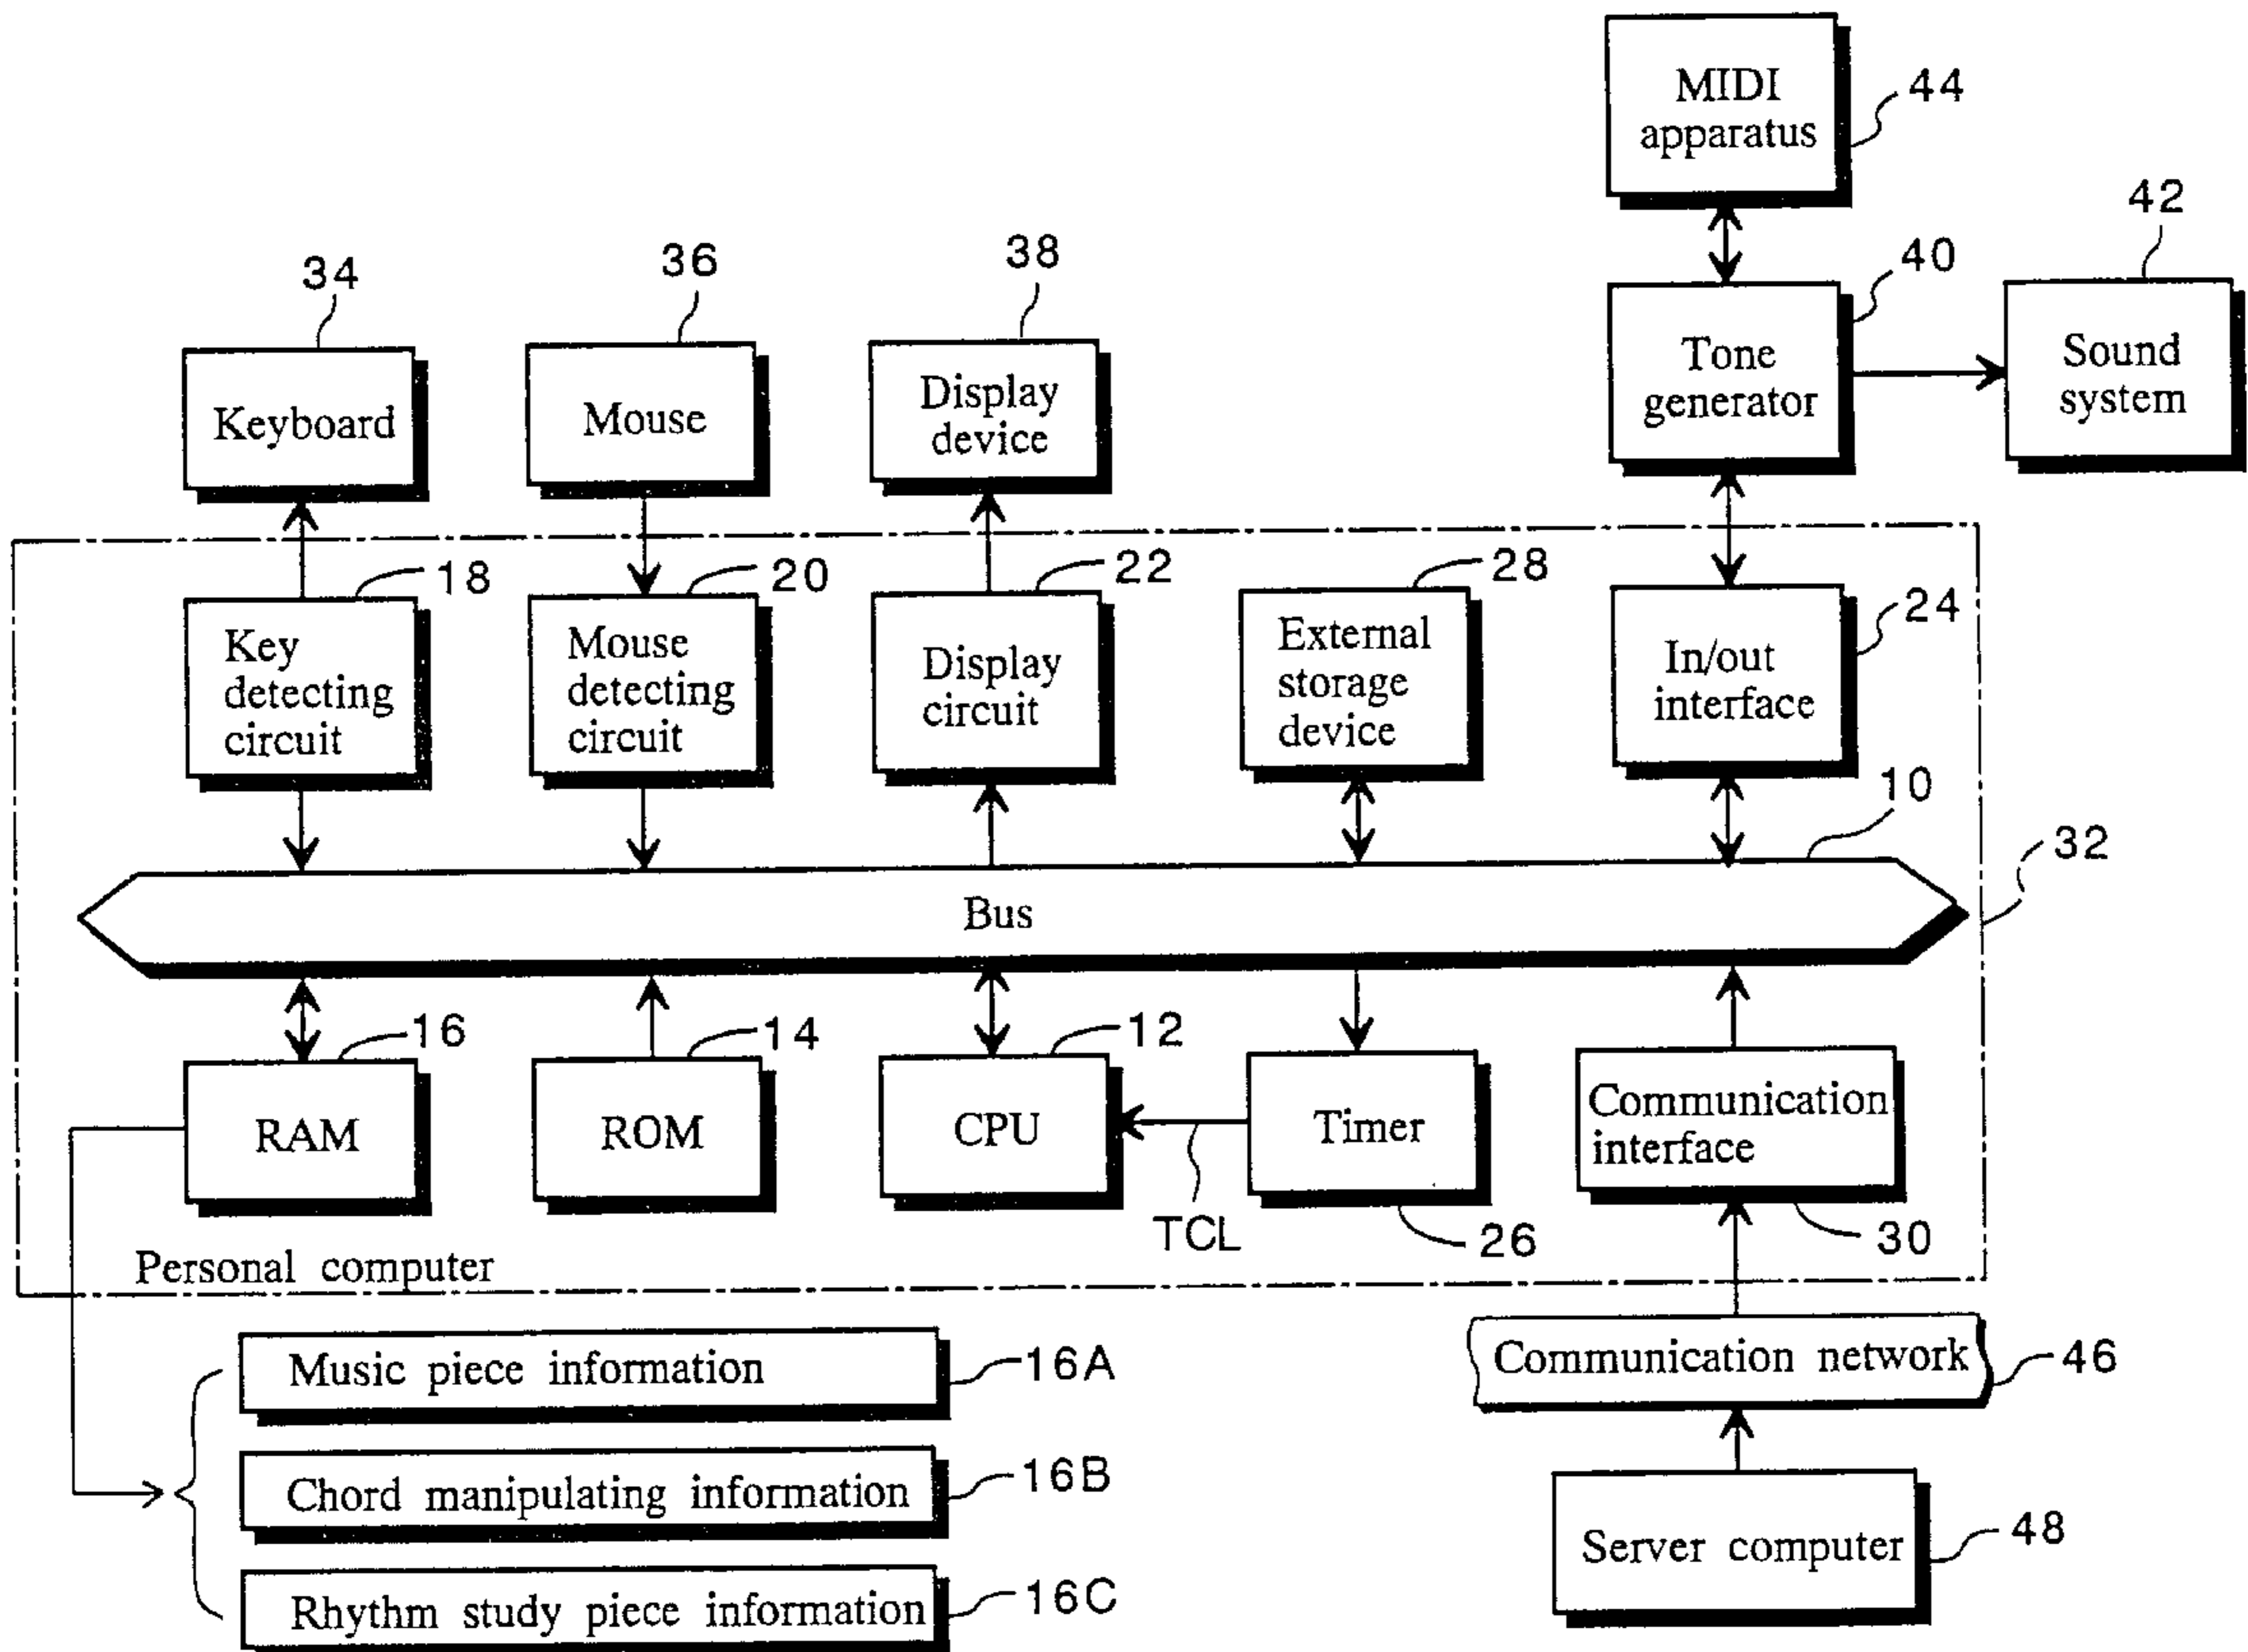 MIDI
apparatus
44
42
40
Tone
generator
Sound
system
34
36
38
Keyboard
Mouse
Display
device
18
20
22
28
24
Key
detecting
circuit
Mouse
detecting
circuit
Display
circuit
External
storage
device
In/out
interface
10
32
Bus
16
14
12
RAM
ROM
CPU
Timer
Communication
interface
TCL
26
30
Personal computer
Music piece information
16A
Communication network
46
Chord manipulating information
16B
Server computer
48
Rhythm study piece information
16C